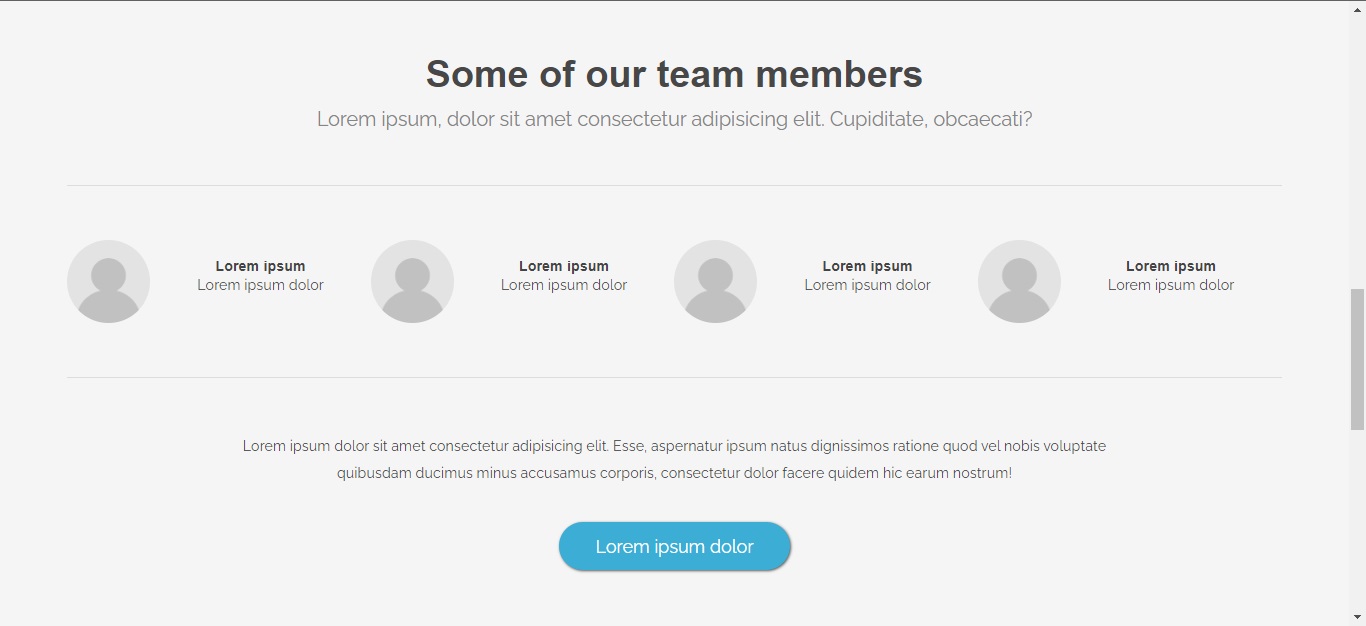 Some of our team members
Lorem ipsum, dolor sit amet consectetur adipisicing elit. Cupiditate, obcaecati?
Lorem ipsum
Lorem ipsum dolor
Lorem ipsum
Lorem ipsum dolor
Lorem ipsum
Lorem ipsum dolor
Lorem ipsum
Lorem ipsum dolor
Lorem ipsum dolor sit amet consectetur adipisicing elit. Esse, aspernatur ipsum natus dignissimos ratione quod vel nobis voluptate
quibusdam ducimus minus accusamus corporis, consectetur dolor facere quidem hic earum nostrum!
Lorem ipsum dolor